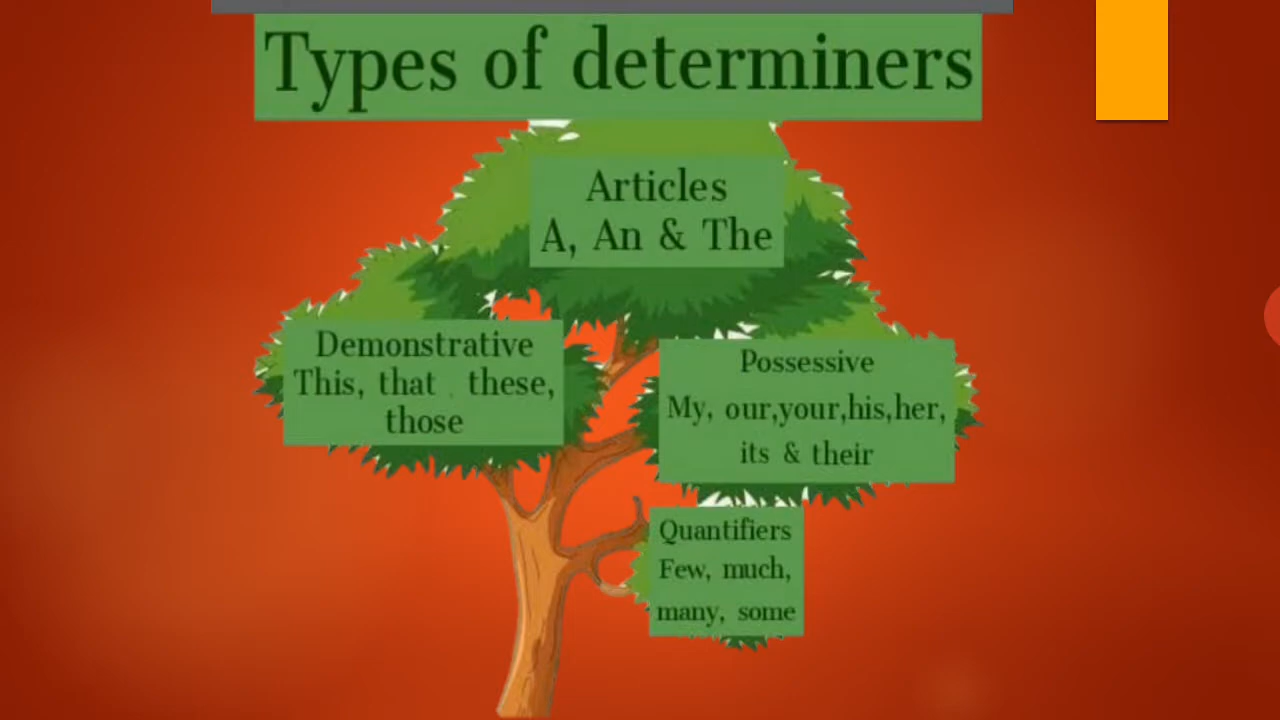 Types of determiners
Articles
A, An & The
Demonstrative
This, that , these,
those
Possessive
My, our,your,his,her,
its & their
Quantifiers
Few, much,
many, some